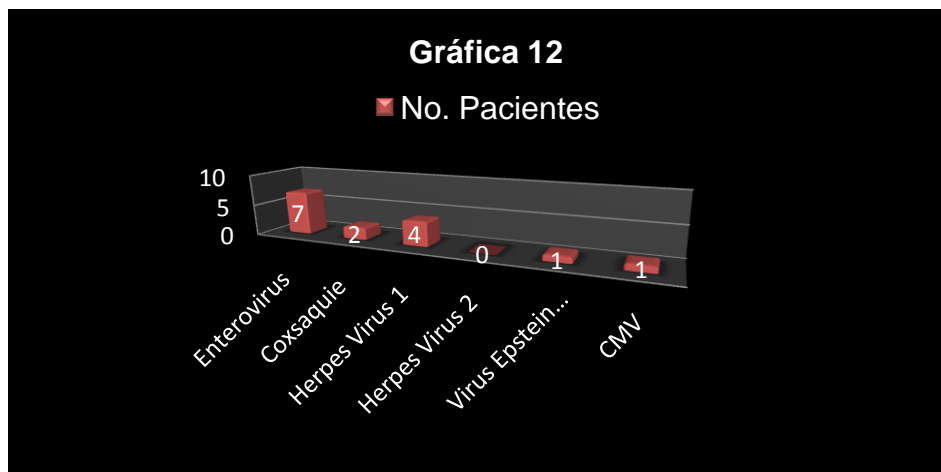 Gráfica 12
No. Pacientes
10
5
0
7
2
4
0
1
1
Enterovirus
Coxsaquie
Herpes Virus 1
Herpes Virus 2
Virus Epstein...
CMV